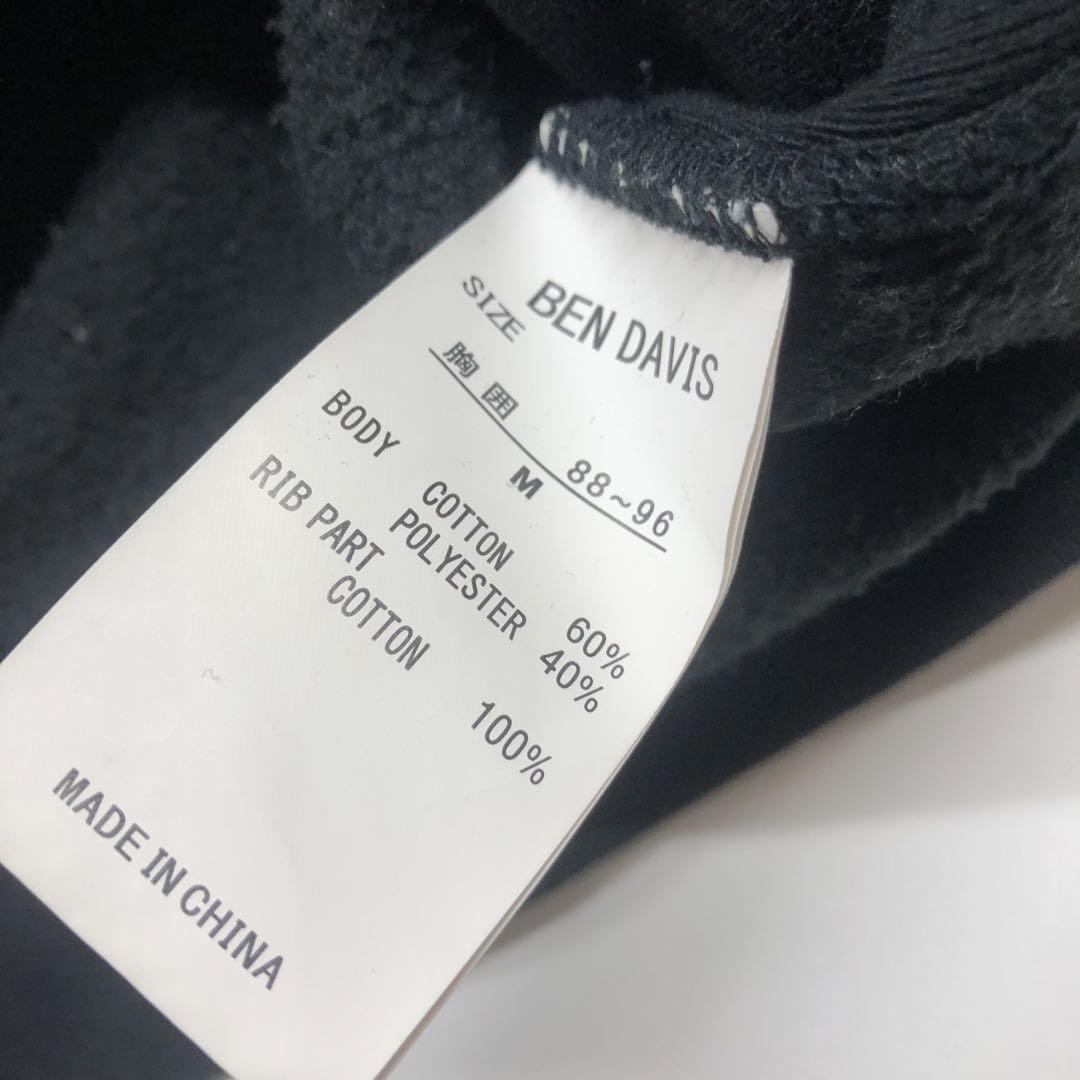 BEN DAVIS
SIZE
胸囲 88~96
M
BODY
COTTON 60%
POLYESTER 40%
RIB PART
COTTON 100%
MADE IN CHINA